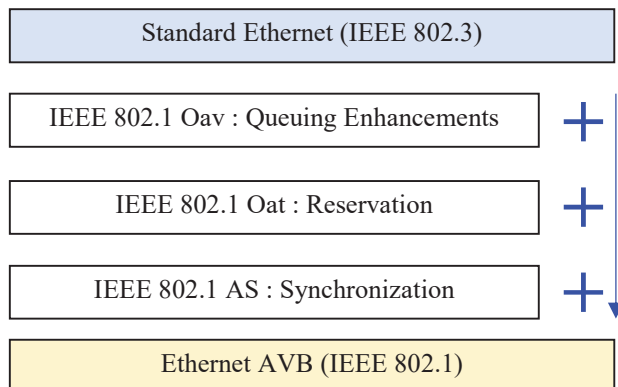 Standard Ethernet (IEEE 802.3)
IEEE 802.1 Oav : Queuing Enhancements
IEEE 802.1 Oat : Reservation
IEEE 802.1 AS : Synchronization
Ethernet AVB (IEEE 802.1)